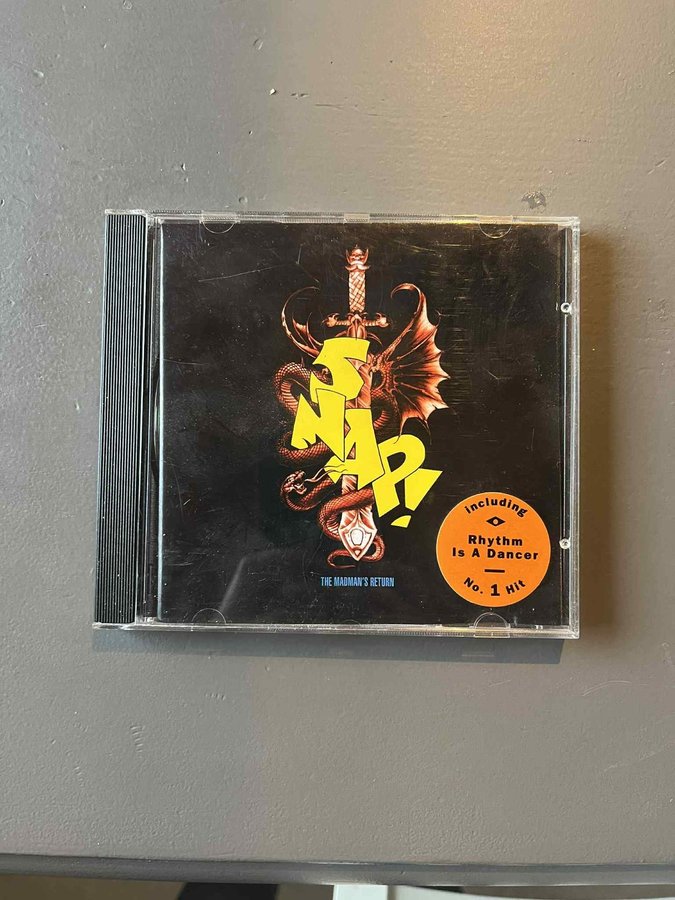 SNAP!
THE MADMAN'S RETURN
including
Rhythm
Is A Dancer
No. 1 Hit